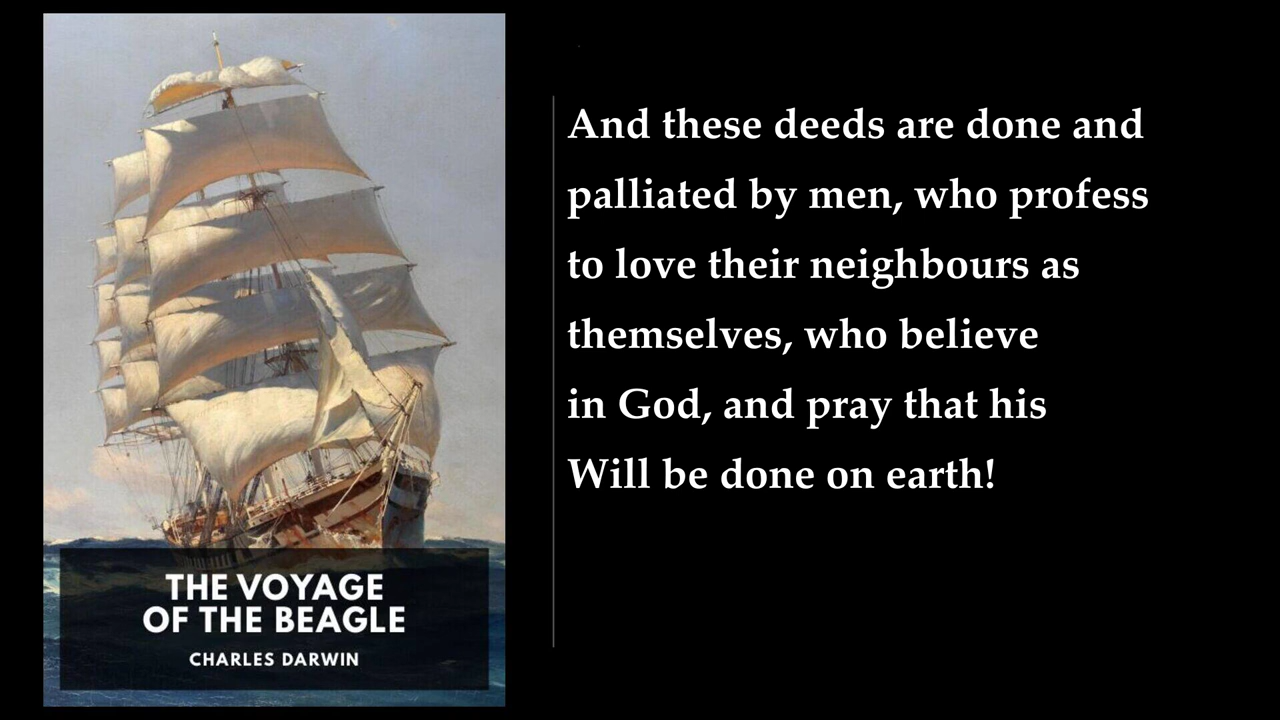 And these deeds are done and
palliated by men, who profess
to love their neighbours as
themselves, who believe
in God, and pray that his
Will be done on earth!
THE VOYAGE
OF THE BEAGLE
CHARLES DARWIN